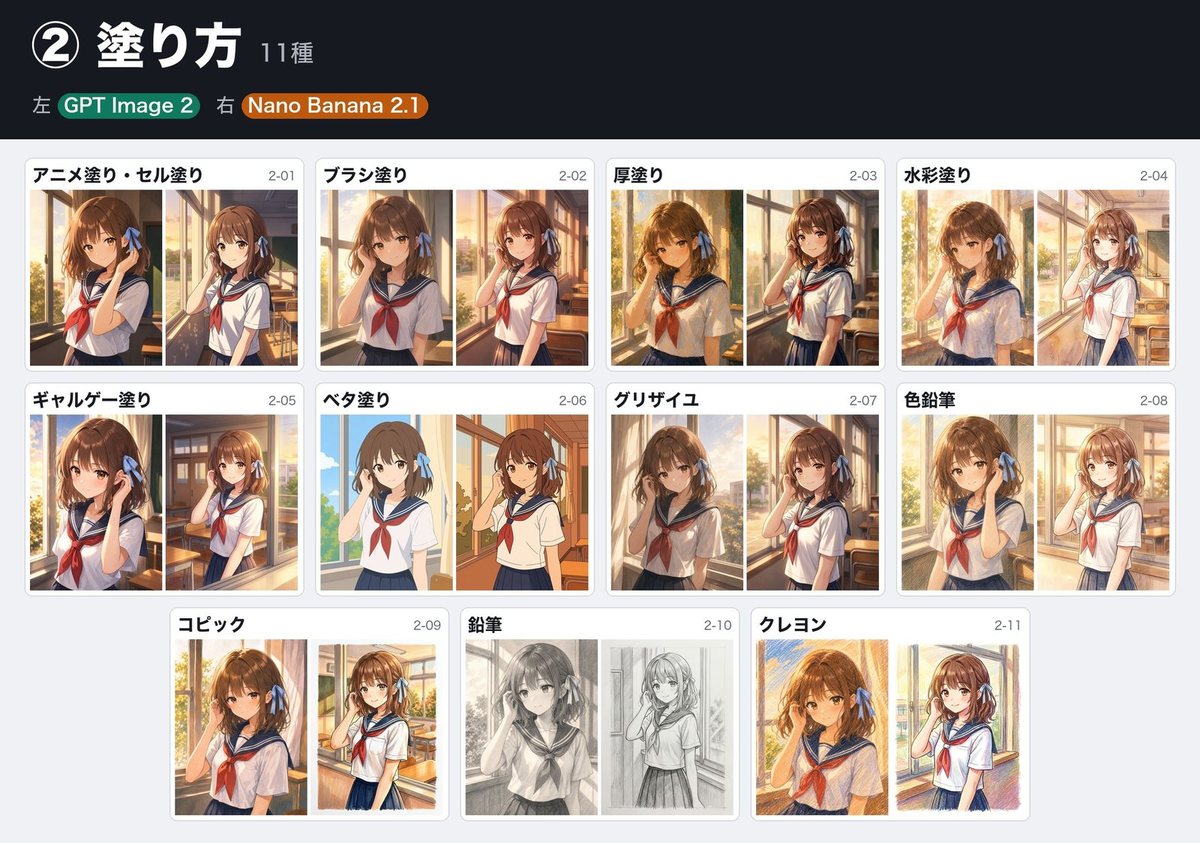 ② 塗り方 11種
左 GPT Image 2 右 Nano Banana 2.1
アニメ塗り・セル塗り 2-01
ブラシ塗り 2-02
厚塗り 2-03
水彩塗り 2-04
ギャルゲー塗り 2-05
ベタ塗り 2-06
グリザイユ 2-07
色鉛筆 2-08
コピック 2-09
鉛筆 2-10
クレヨン 2-11